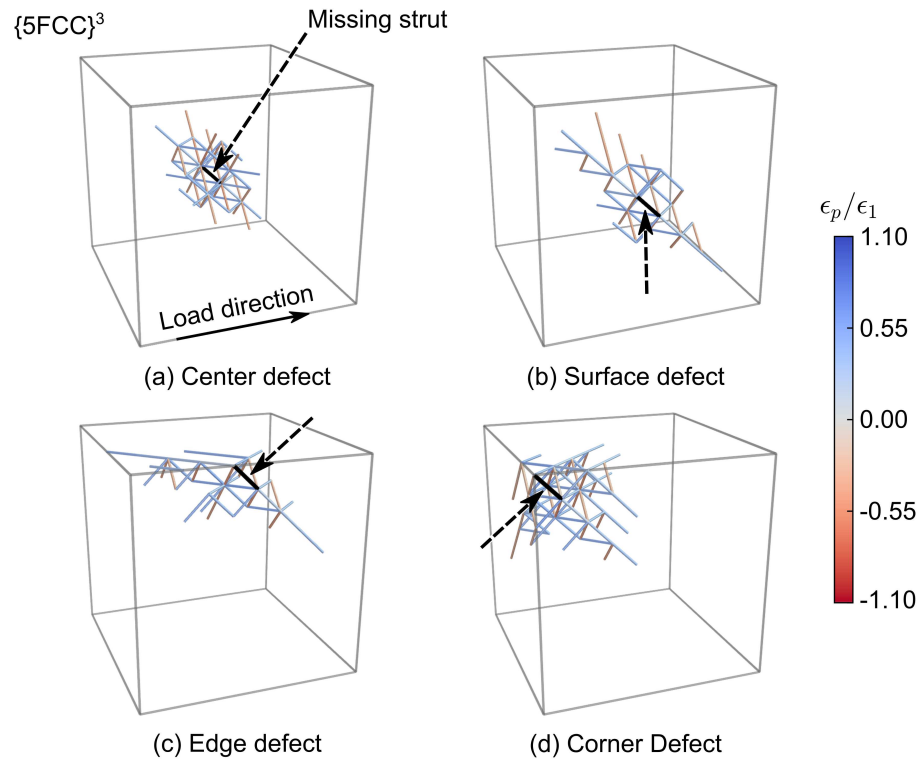 {5FCC}³
Missing strut
Load direction
(a) Center defect
(b) Surface defect
ϵp/ϵ1
1.10
0.55
0.00
-0.55
-1.10
(c) Edge defect
(d) Corner Defect